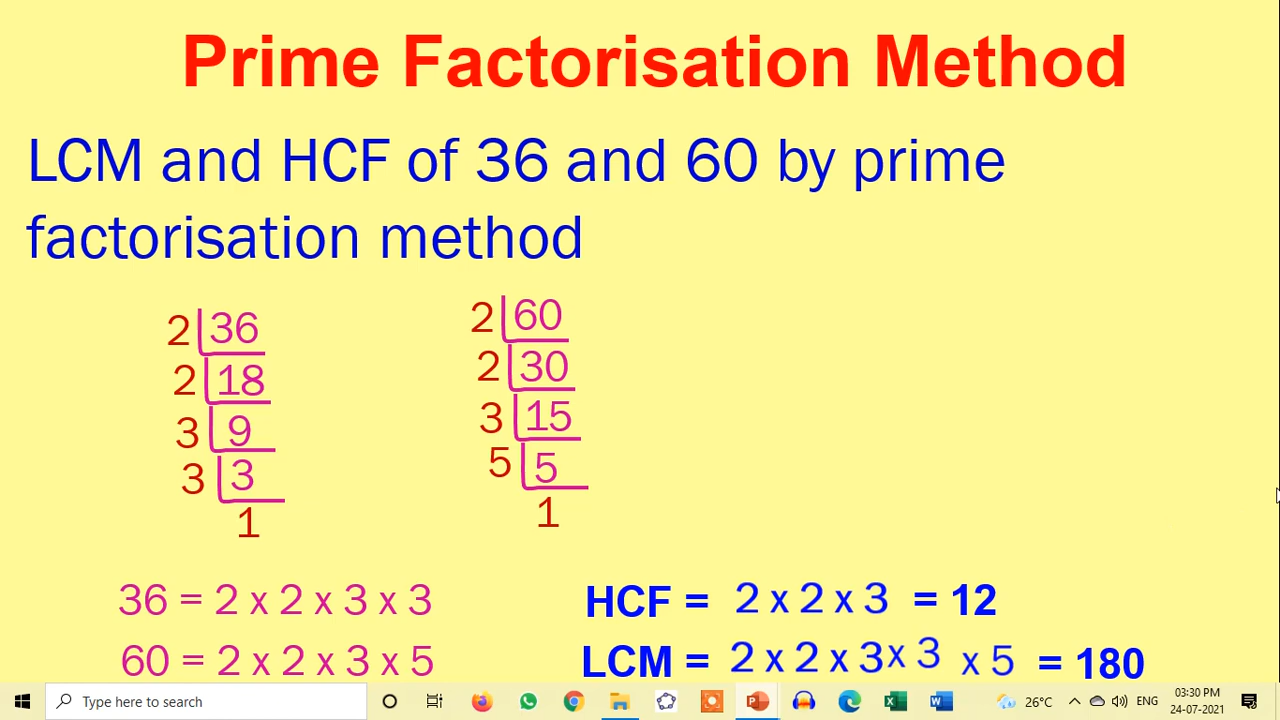 Prime Factorisation Method
LCM and HCF of 36 and 60 by prime
factorisation method
2 36
2 18
3 9
3 3
1
2 60
2 30
3 15
5 5
1
36 = 2 x 2 x 3 x 3
60 = 2 x 2 x 3 x 5
HCF = 2 x 2 x 3 = 12
LCM = 2 x 2 x 3 x 3 x 5 = 180
Type here to search
26°C
ENG
03:30 PM
24-07-2021